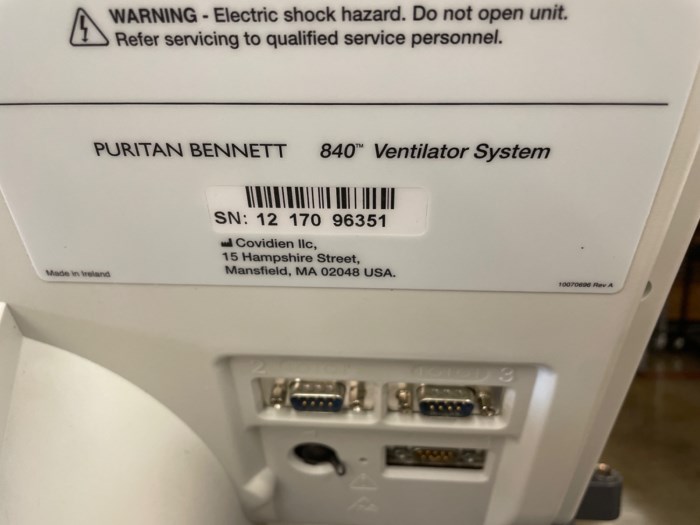 WARNING - Electric shock hazard. Do not open unit.
Refer servicing to qualified service personnel.
PURITAN BENNETT 840™ Ventilator System
SN: 12 170 96351
Covidien llc,
15 Hampshire Street,
Mansfield, MA 02048 USA.
Made in Ireland
10070696 Rev A
2
3